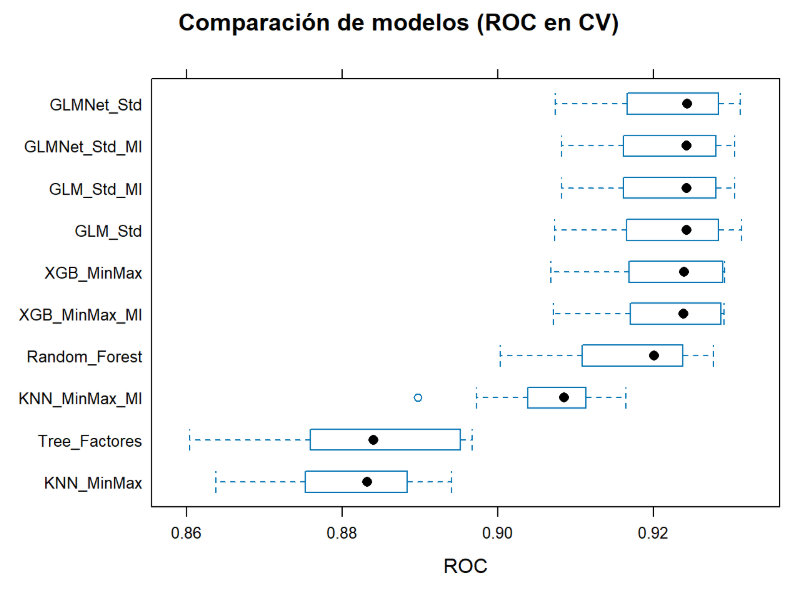 Comparación de modelos (ROC en CV)
GLMNet_Std
GLMNet_Std_MI
GLM_Std_MI
GLM_Std
XGB_MinMax
XGB_MinMax_MI
Random_Forest
KNN_MinMax_MI
Tree_Factores
KNN_MinMax
0.86 0.88 0.90 0.92
ROC